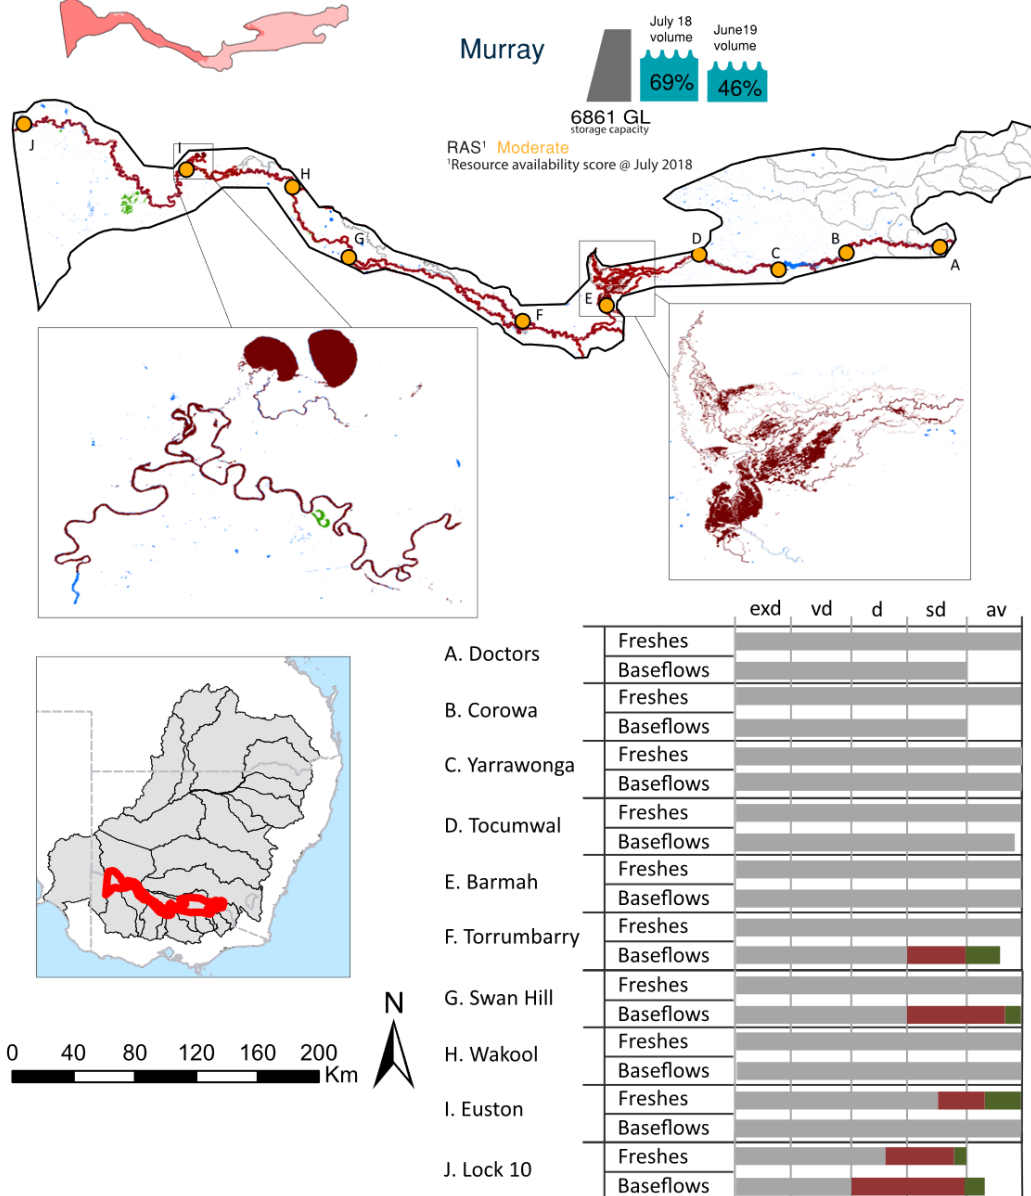 Murray
July 18
volume
June19
volume
69%
46%
6861 GL
storage capacity
RAS¹ Moderate
¹Resource availability score @ July 2018
J
I
H
G
F
E
D
C
B
A
exd vd d sd av
A. Doctors
Freshes
Baseflows
B. Corowa
Freshes
Baseflows
C. Yarrawonga
Freshes
Baseflows
D. Tocumwal
Freshes
Baseflows
E. Barmah
Freshes
Baseflows
F. Torrumbarry
Freshes
Baseflows
G. Swan Hill
Freshes
Baseflows
H. Wakool
Freshes
Baseflows
I. Euston
Freshes
Baseflows
J. Lock 10
Freshes
Baseflows
N
0 40 80 120 160 200
Km